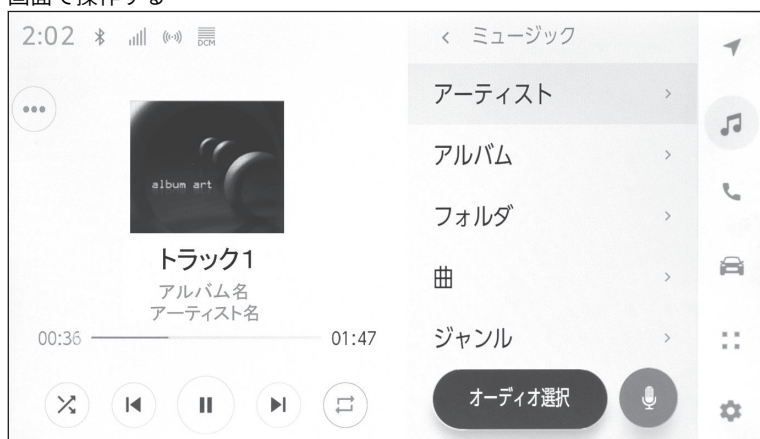 画面で操作する
2:02
DCM
album art
トラック1
アルバム名
アーティスト名
00:36
01:47
< ミュージック
アーティスト >
アルバム >
フォルダ >
曲 >
ジャンル >
オーディオ選択